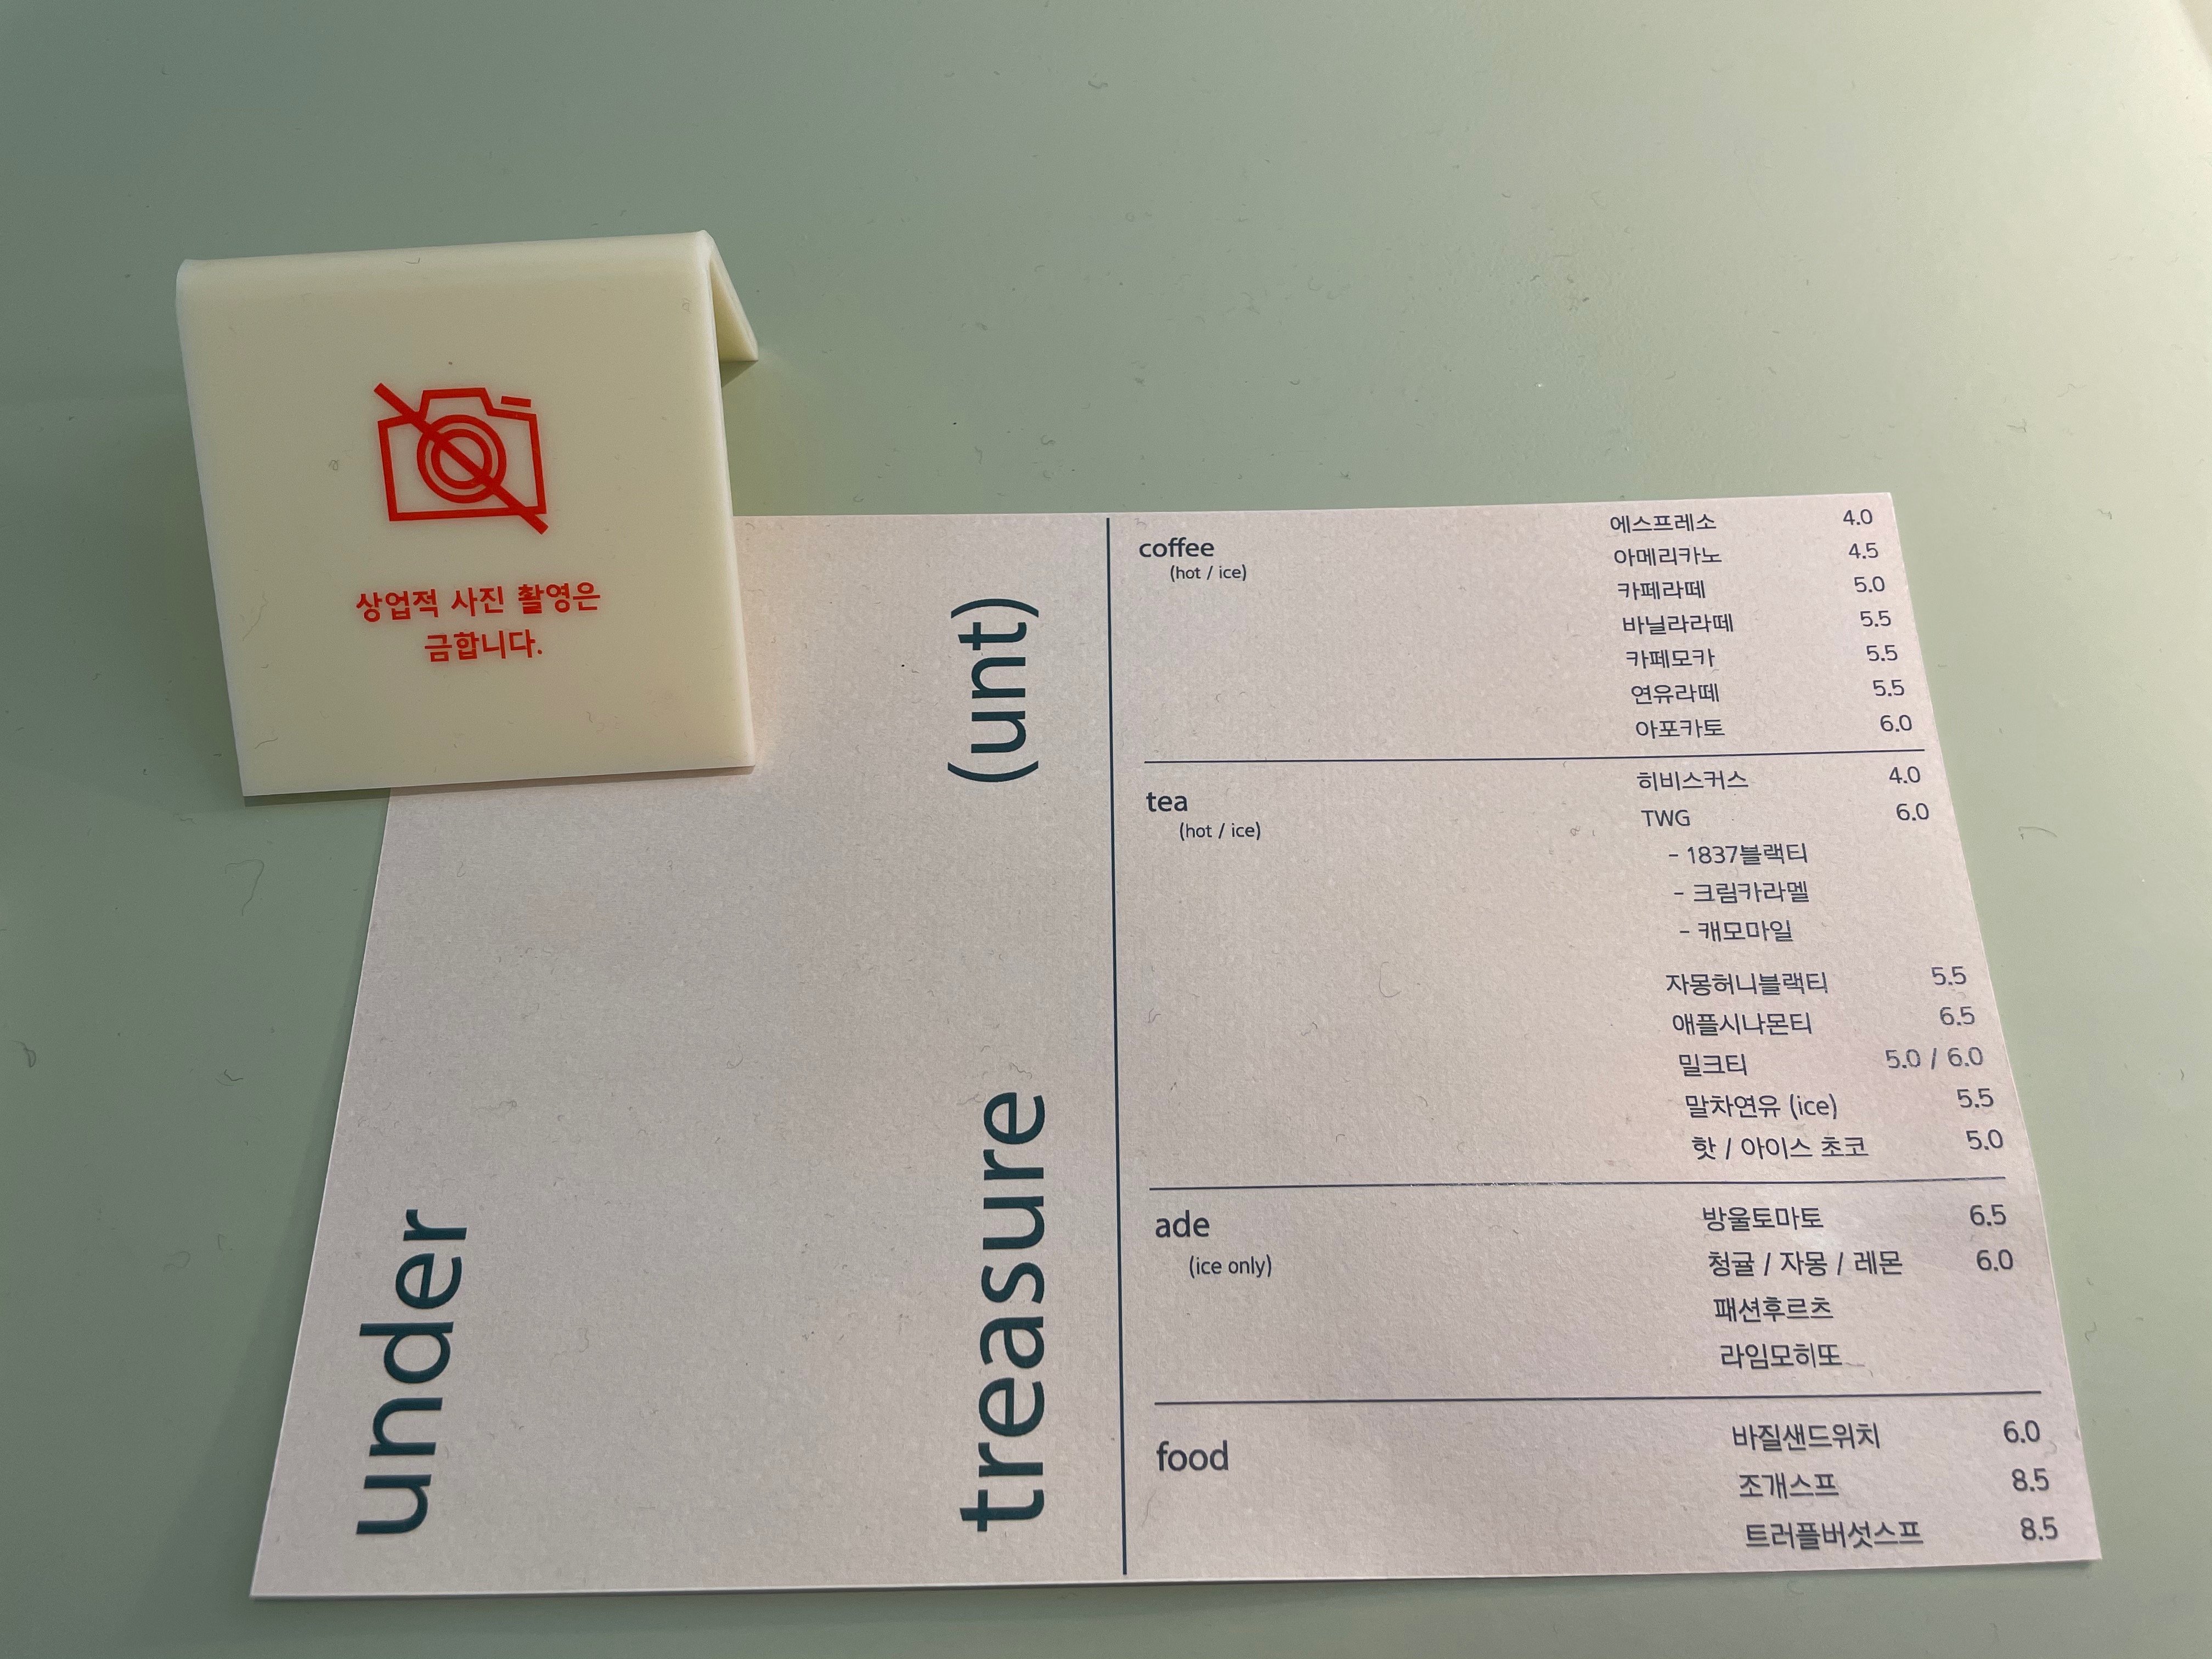 상업적 사진 촬영은
금합니다.
under
treasure (unt)
coffee
(hot / ice)
에스프레소 4.0
아메리카노 4.5
카페라떼 5.0
바닐라라떼 5.5
카페모카 5.5
연유라떼 5.5
아포카토 6.0
tea
(hot / ice)
히비스커스 4.0
TWG 6.0
- 1837블랙티
- 크림카라멜
- 캐모마일
자몽허니블랙티 5.5
애플시나몬티 6.5
밀크티 5.0 / 6.0
말차연유 (ice) 5.5
핫 / 아이스 초코 5.0
ade
(ice only)
방울토마토 6.5
청귤 / 자몽 / 레몬 6.0
패션후르츠
라임모히또
food
바질샌드위치 6.0
조개스프 8.5
트러플버섯스프 8.5